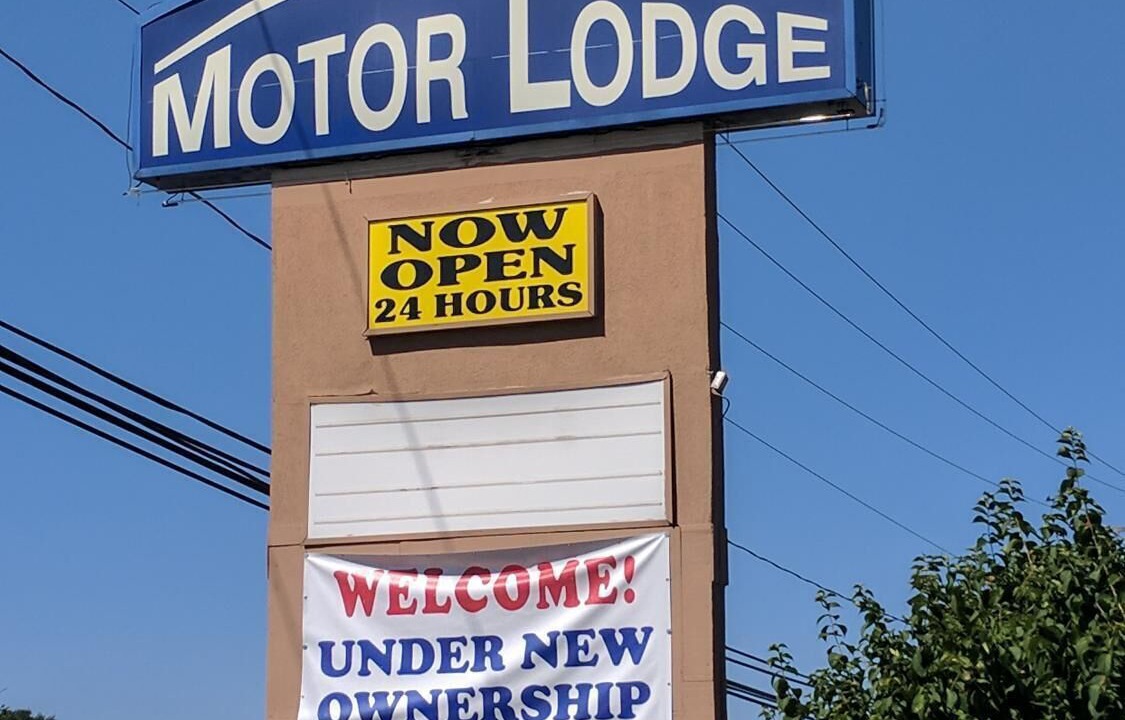 MOTOR LODGE
NOW
OPEN
24 HOURS
WELCOME!
UNDER NEW
OWNERSHIP